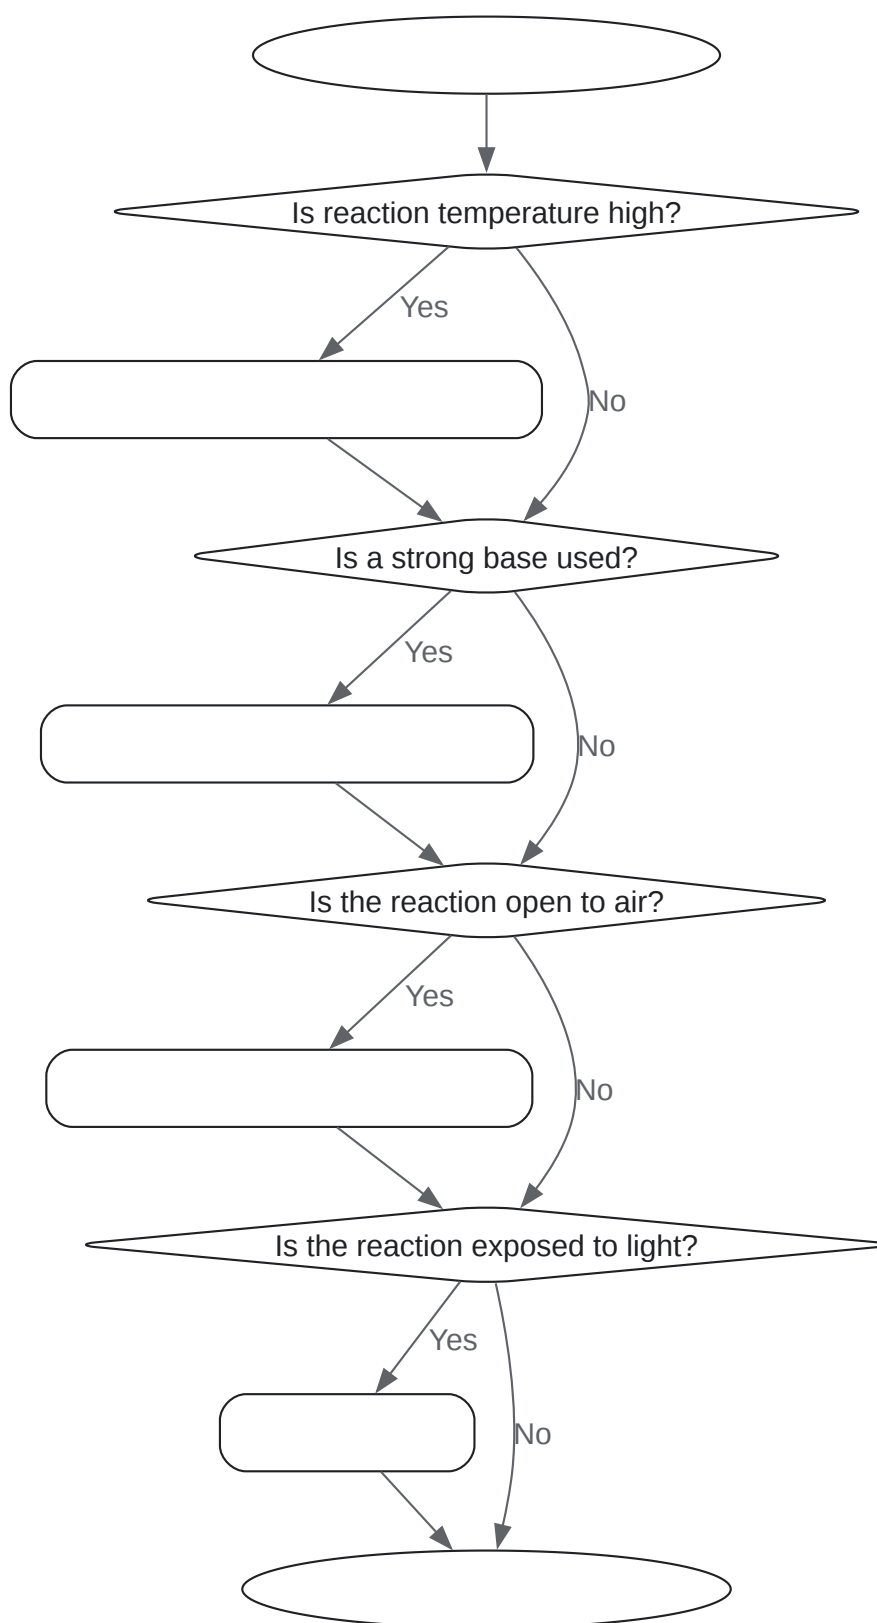 Is reaction temperature high?
Yes
No
Is a strong base used?
Yes
No
Is the reaction open to air?
Yes
No
Is the reaction exposed to light?
Yes
No